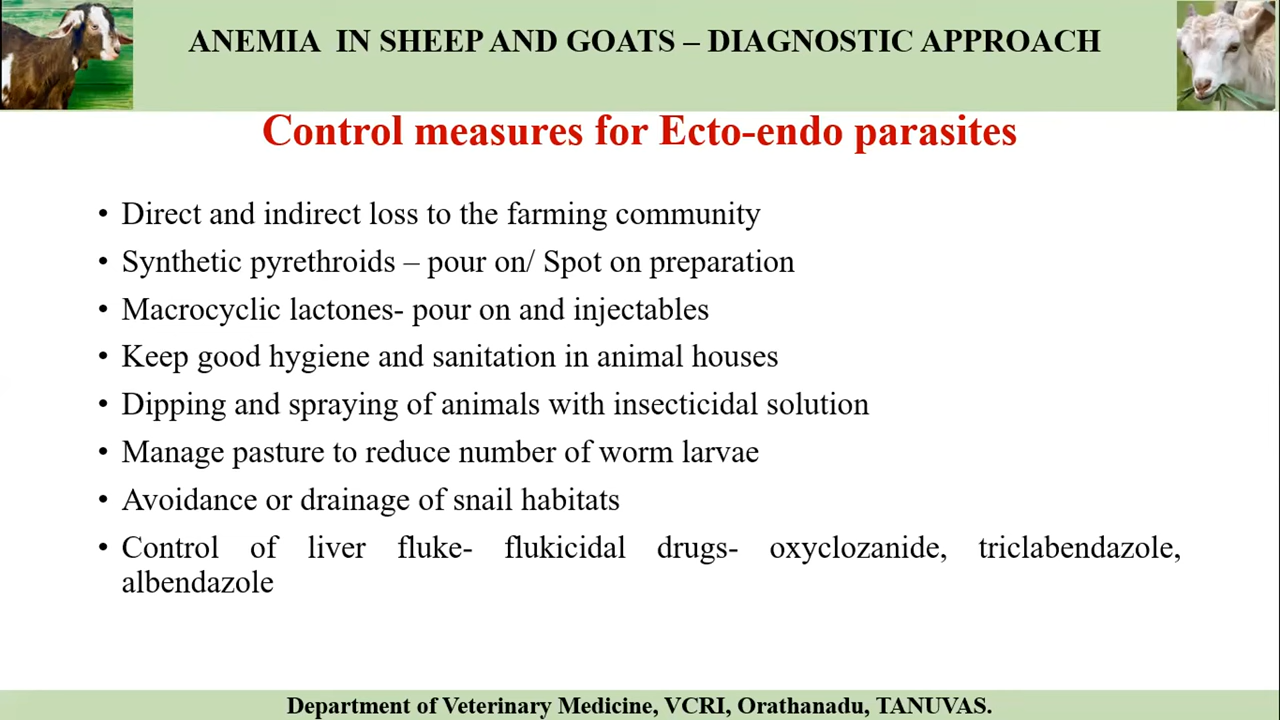 ANEMIA IN SHEEP AND GOATS – DIAGNOSTIC APPROACH
Control measures for Ecto-endo parasites
• Direct and indirect loss to the farming community
• Synthetic pyrethroids – pour on/ Spot on preparation
• Macrocyclic lactones- pour on and injectables
• Keep good hygiene and sanitation in animal houses
• Dipping and spraying of animals with insecticidal solution
• Manage pasture to reduce number of worm larvae
• Avoidance or drainage of snail habitats
• Control of liver fluke- flukicidal drugs- oxyclozanide, triclabendazole,
albendazole
Department of Veterinary Medicine, VCRI, Orathanadu, TANUVAS.